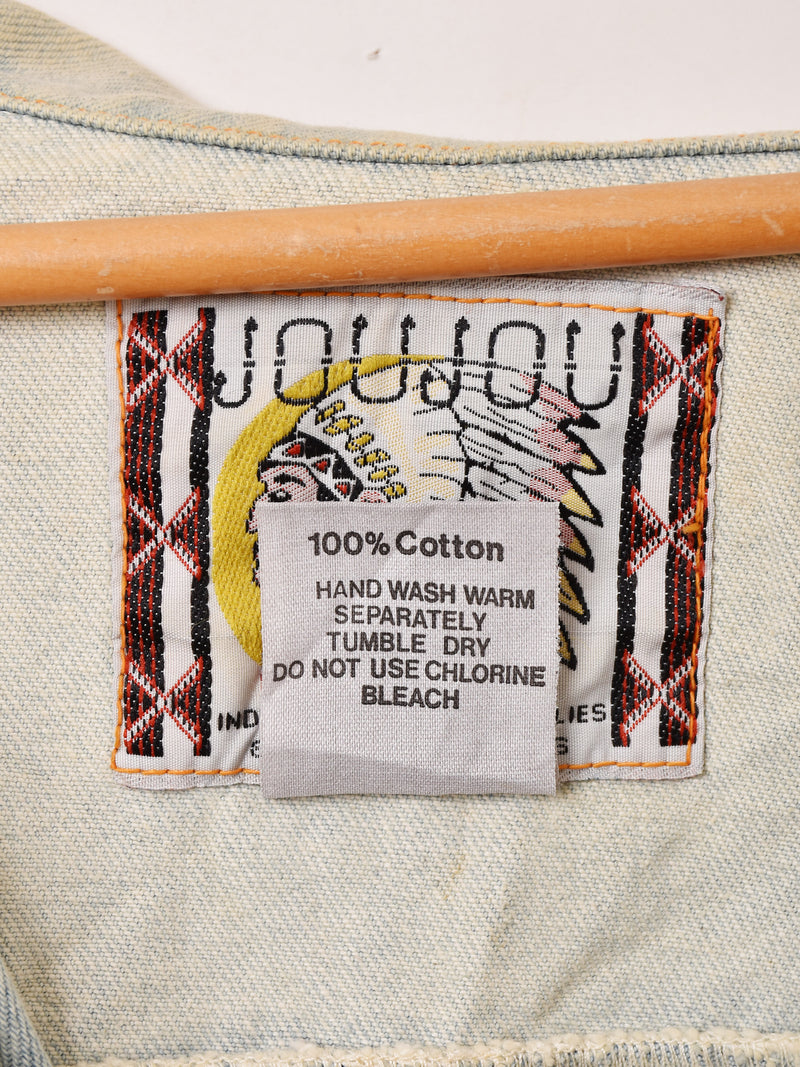 JOUJOU
100% Cotton
HAND WASH WARM
SEPARATELY
TUMBLE DRY
DO NOT USE CHLORINE
BLEACH